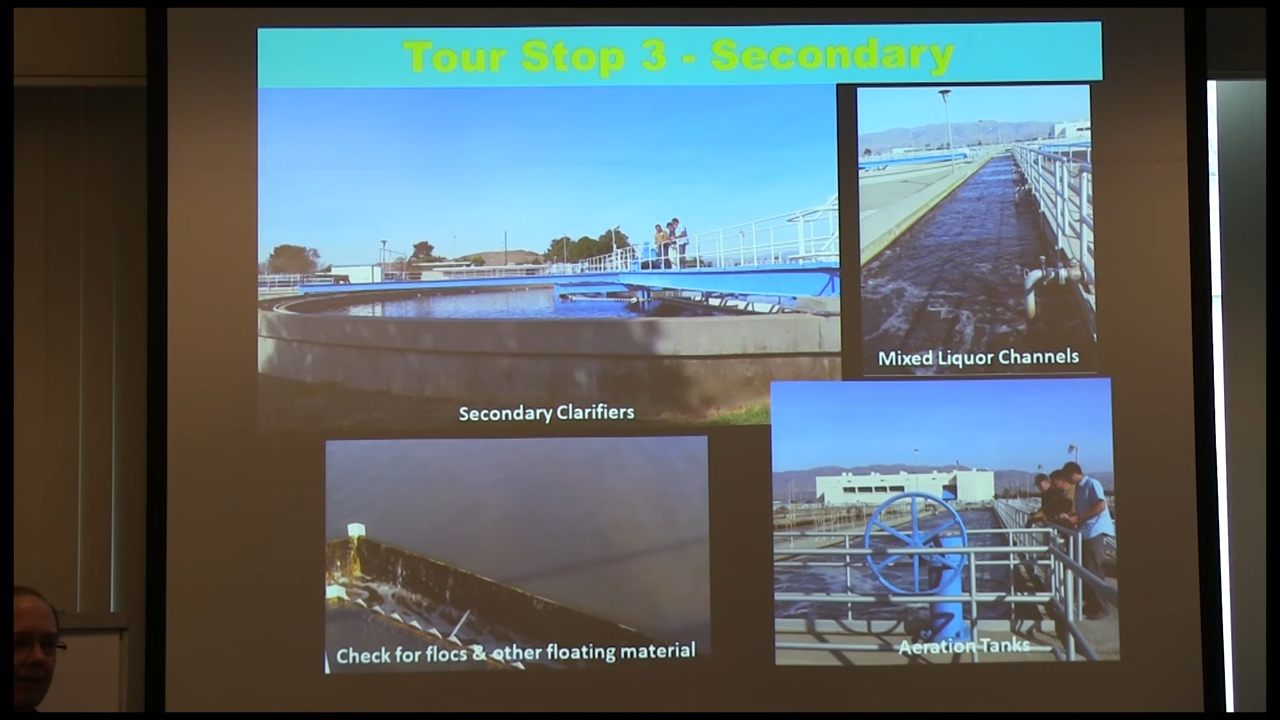 Tour Stop 3 - Secondary
Mixed Liquor Channels
Secondary Clarifiers
Check for flocs & other floating material
Aeration Tanks